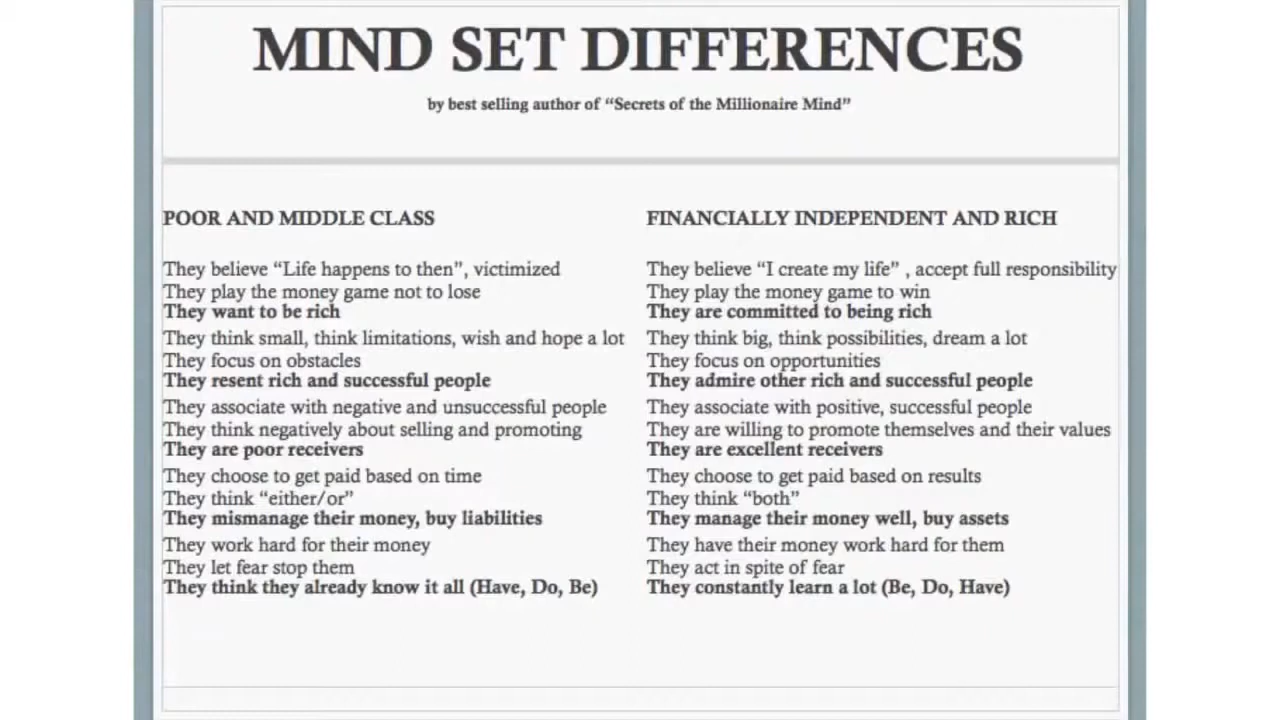 MIND SET DIFFERENCES
by best selling author of “Secrets of the Millionaire Mind”
POOR AND MIDDLE CLASS
They believe “Life happens to then”, victimized
They play the money game not to lose
They want to be rich
They think small, think limitations, wish and hope a lot
They focus on obstacles
They resent rich and successful people
They associate with negative and unsuccessful people
They think negatively about selling and promoting
They are poor receivers
They choose to get paid based on time
They think “either/or”
They mismanage their money, buy liabilities
They work hard for their money
They let fear stop them
They think they already know it all (Have, Do, Be)
FINANCIALLY INDEPENDENT AND RICH
They believe “I create my life” , accept full responsibility
They play the money game to win
They are committed to being rich
They think big, think possibilities, dream a lot
They focus on opportunities
They admire other rich and successful people
They associate with positive, successful people
They are willing to promote themselves and their values
They are excellent receivers
They choose to get paid based on results
They think “both”
They manage their money well, buy assets
They have their money work hard for them
They act in spite of fear
They constantly learn a lot (Be, Do, Have)